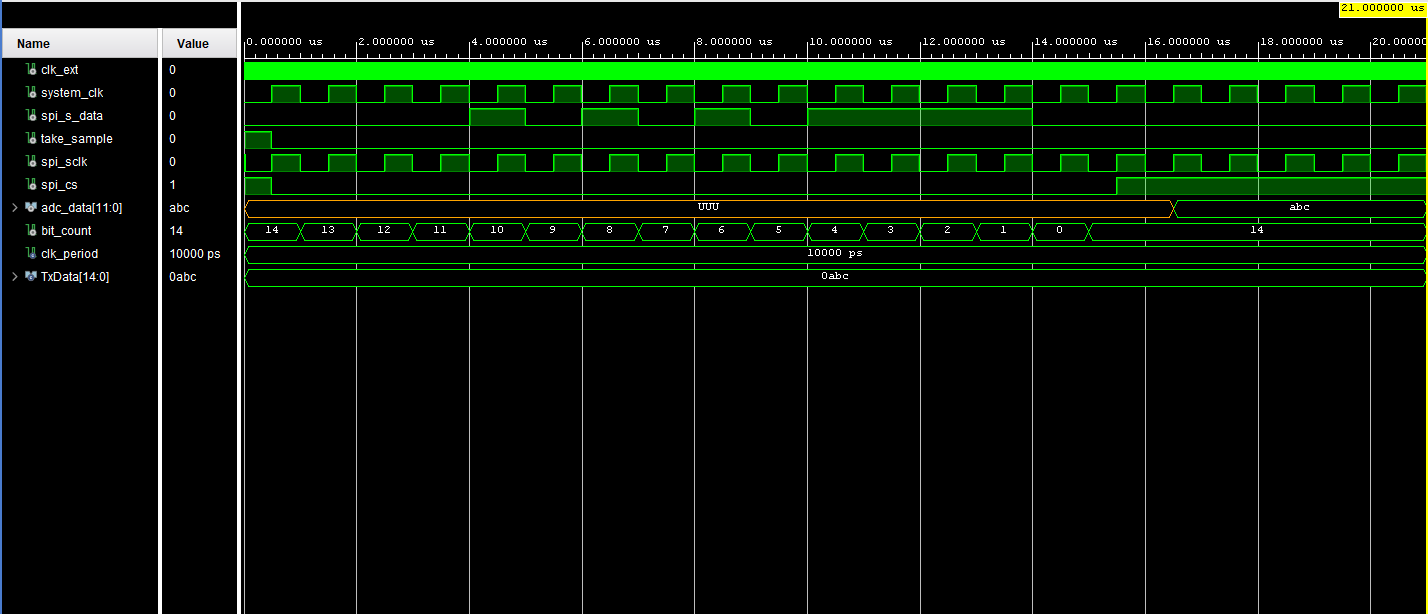 21.000000 us
Name Value
0.000000 us 2.000000 us 4.000000 us 6.000000 us 8.000000 us 10.000000 us 12.000000 us 14.000000 us 16.000000 us 18.000000 us 20.00000
clk_ext 0
system_clk 0
spi_s_data 0
take_sample 0
spi_sclk 0
spi_cs 1
adc_data[11:0] abc UUU abc
bit_count 14 14 13 12 11 10 9 8 7 6 5 4 3 2 1 0 14
clk_period 10000 ps 10000 ps
TxData[14:0] 0abc 0abc